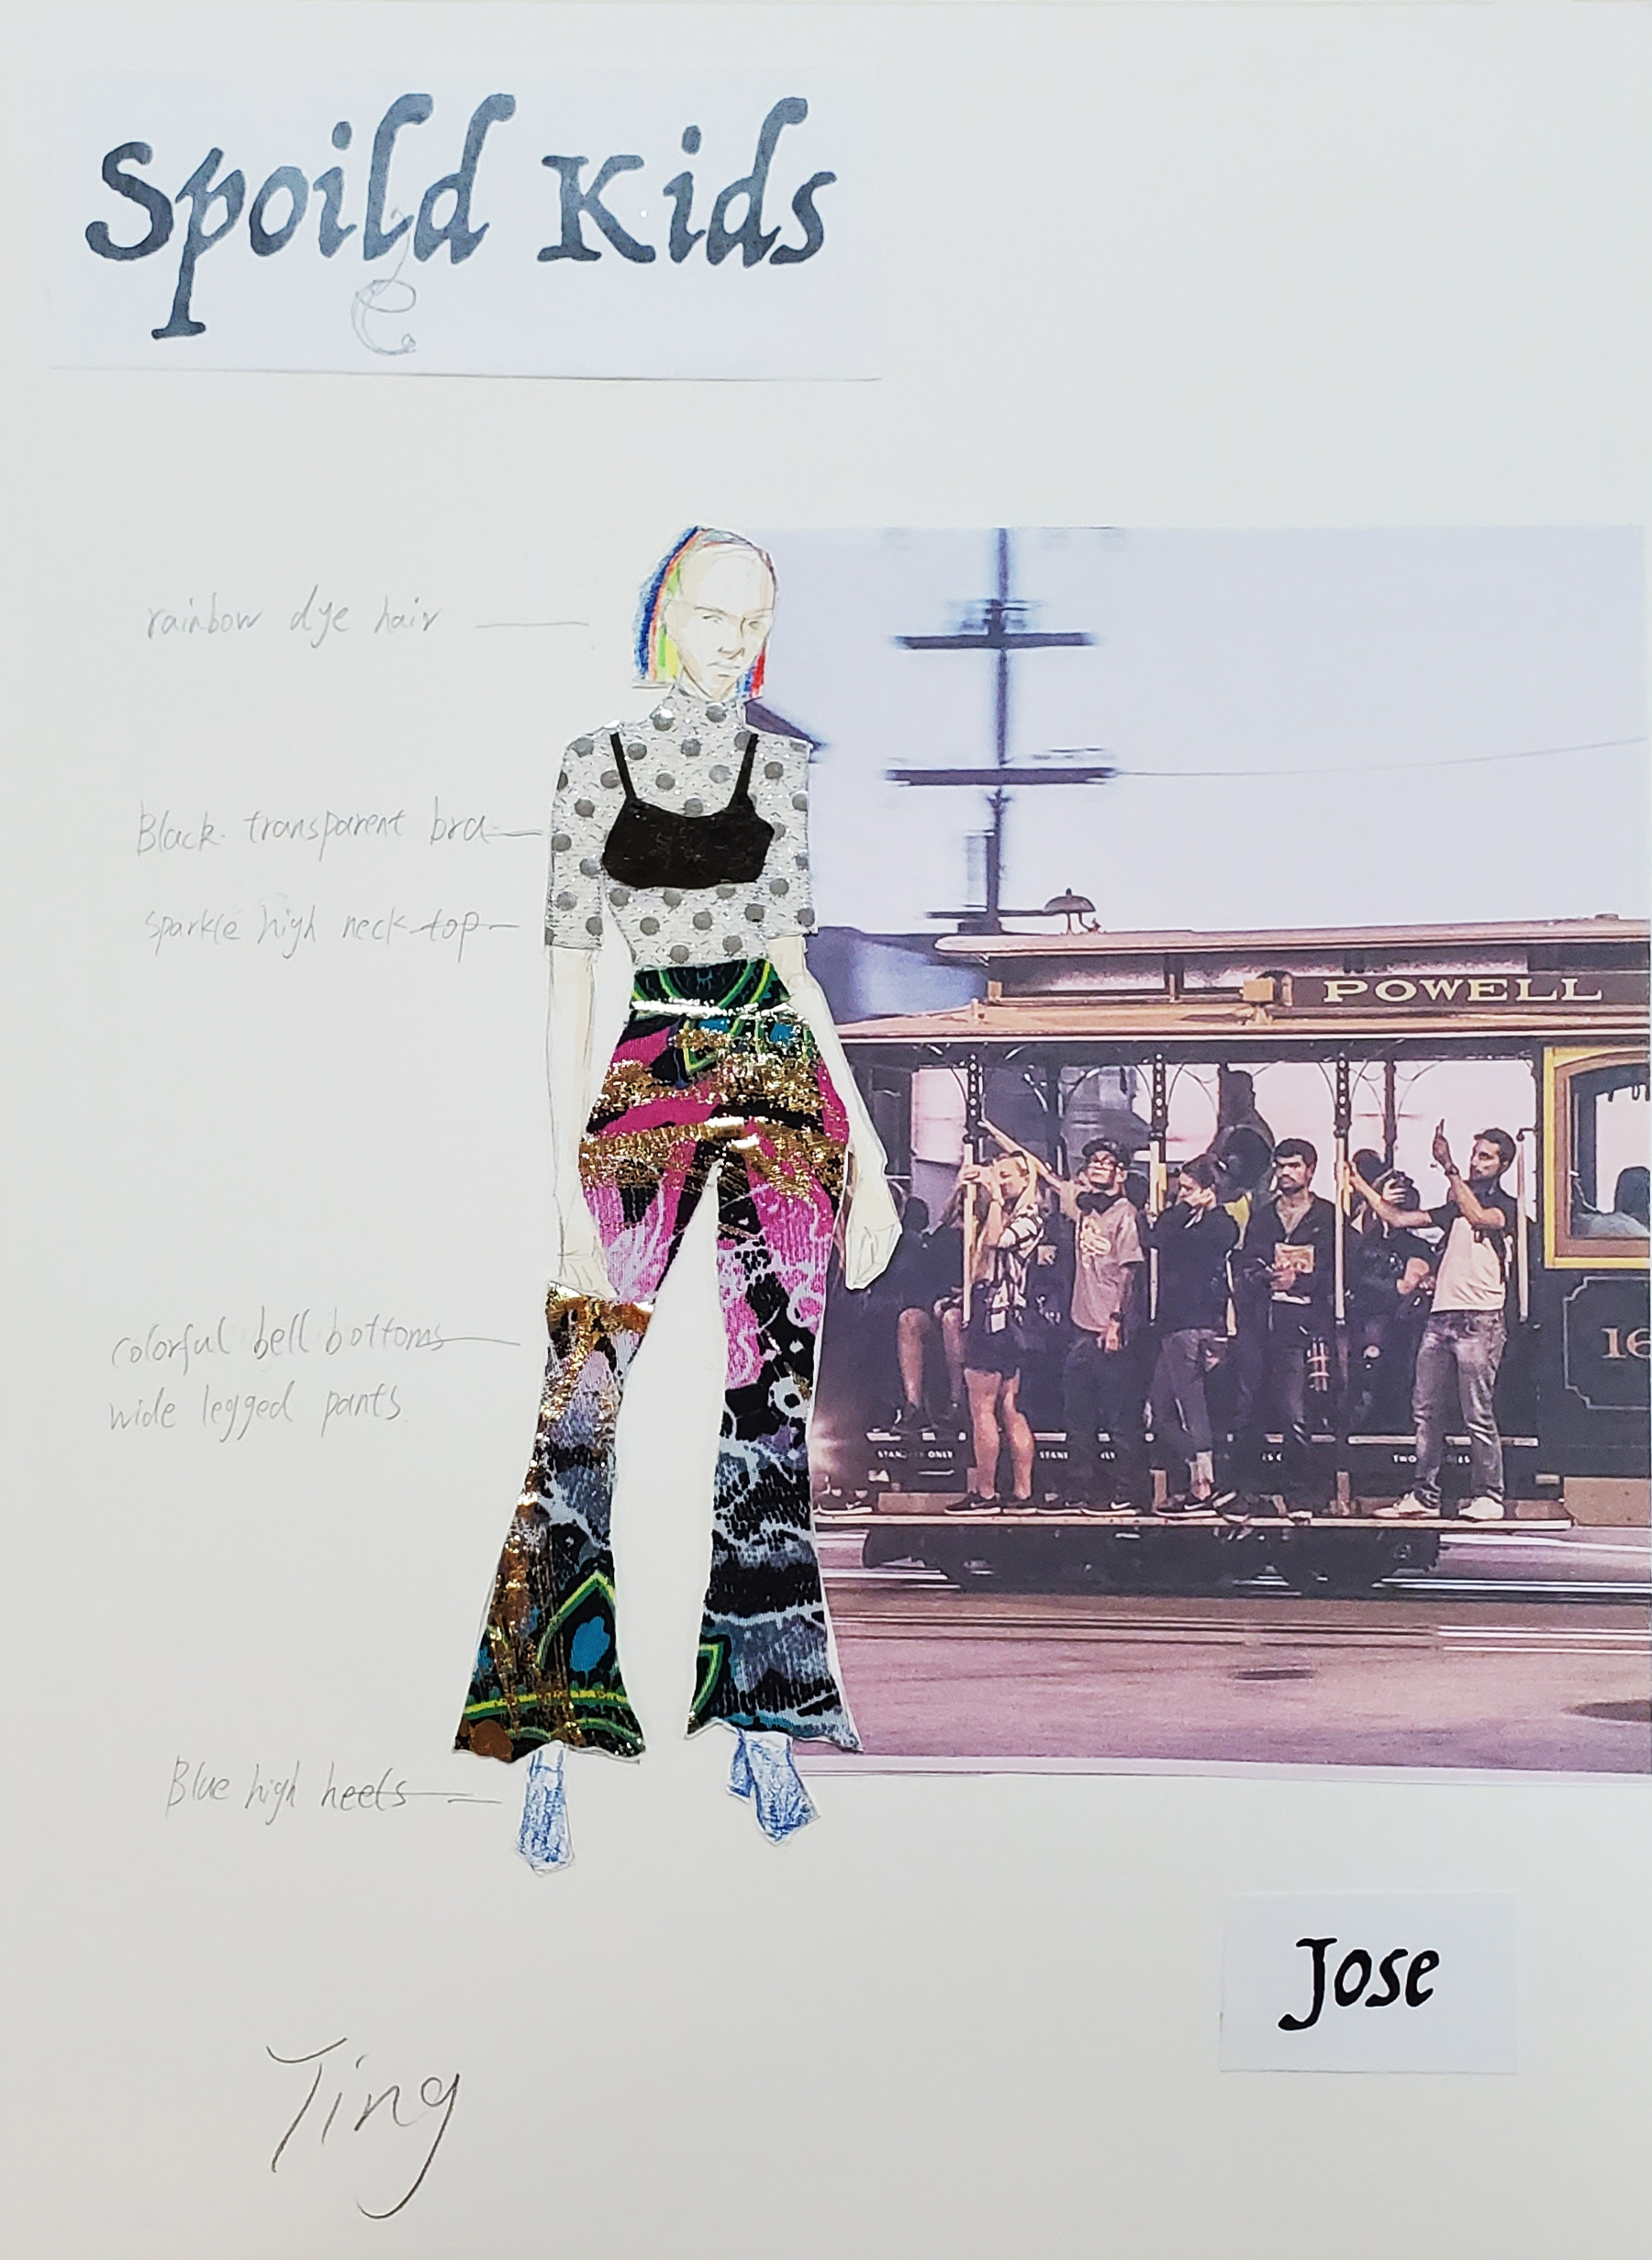 Spoild Kids
e
rainbow dye hair
Black transparent bra
sparkle high neck top
POWELL
colorful bell bottoms
wide legged pants
16
Blue high heels
Jose
Ting